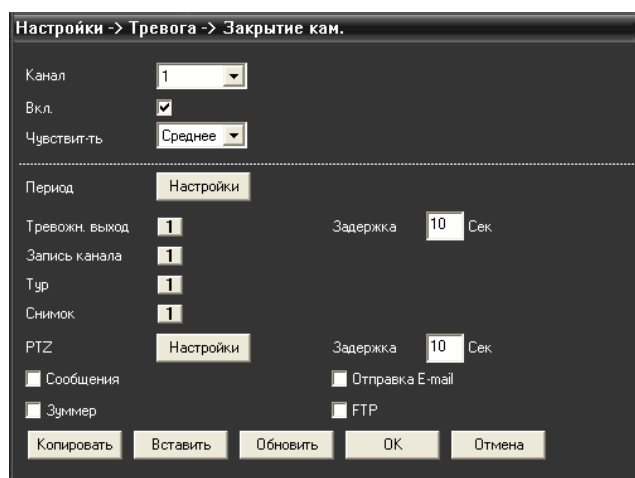 Настройки -> Тревога -> Закрытие кам.
Канал 1
Вкл.
Чувствит-ть Среднее
Период Настройки
Тревожн. выход 1 Задержка 10 Сек
Запись канала 1
Тур 1
Снимок 1
PTZ Настройки Задержка 10 Сек
Сообщения Отправка E-mail
Зуммер FTP
Копировать Вставить Обновить OK Отмена